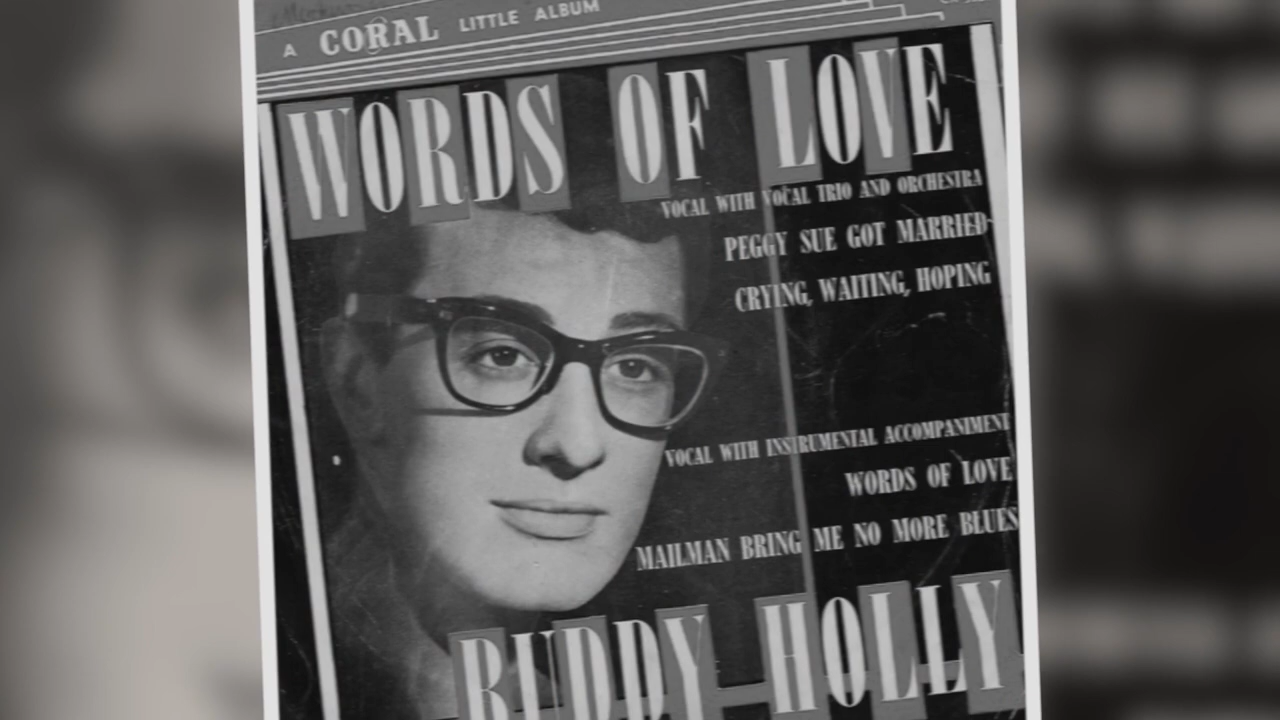 A CORAL LITTLE ALBUM
WORDS OF LOVE
VOCAL WITH VOCAL TRIO AND ORCHESTRA
PEGGY SUE GOT MARRIED
CRYING, WAITING, HOPING
VOCAL WITH INSTRUMENTAL ACCOMPANIMENT
WORDS OF LOVE
MAILMAN BRING ME NO MORE BLUES
BUDDY HOLLY